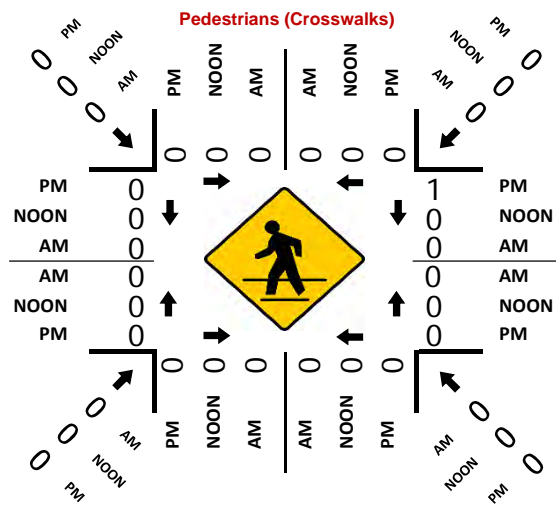 Pedestrians (Crosswalks)
0 PM
0 NOON
0 AM
PM NOON AM AM NOON PM
0 0 0 0 0 0
PM 0
NOON 0
AM 0
0 0 0
AM NOON PM
PM 0 1 PM
NOON 0 0 NOON
AM 0 0 AM
AM 0 0 AM
NOON 0 0 NOON
PM 0 0 PM
0 0 0 0 0 0
PM NOON AM AM NOON PM
0 AM
0 NOON
0 PM
AM 0
NOON 0
PM 0